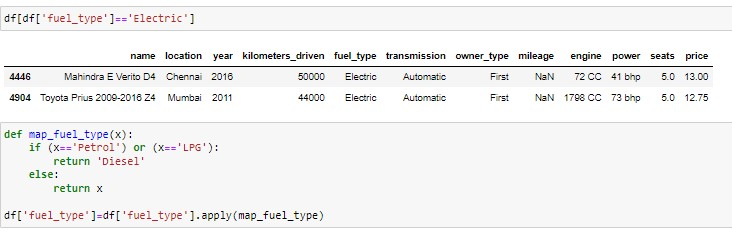 df[df['fuel_type']=='Electric']
name location year kilometers_driven fuel_type transmission owner_type mileage engine power seats price
4446 Mahindra E Verito D4 Chennai 2016 50000 Electric Automatic First NaN 72 CC 41 bhp 5.0 13.00
4904 Toyota Prius 2009-2016 Z4 Mumbai 2011 44000 Electric Automatic First NaN 1798 CC 73 bhp 5.0 12.75
def map_fuel_type(x):
    if (x=='Petrol') or (x=='LPG'):
        return 'Diesel'
    else:
        return x
df['fuel_type']=df['fuel_type'].apply(map_fuel_type)